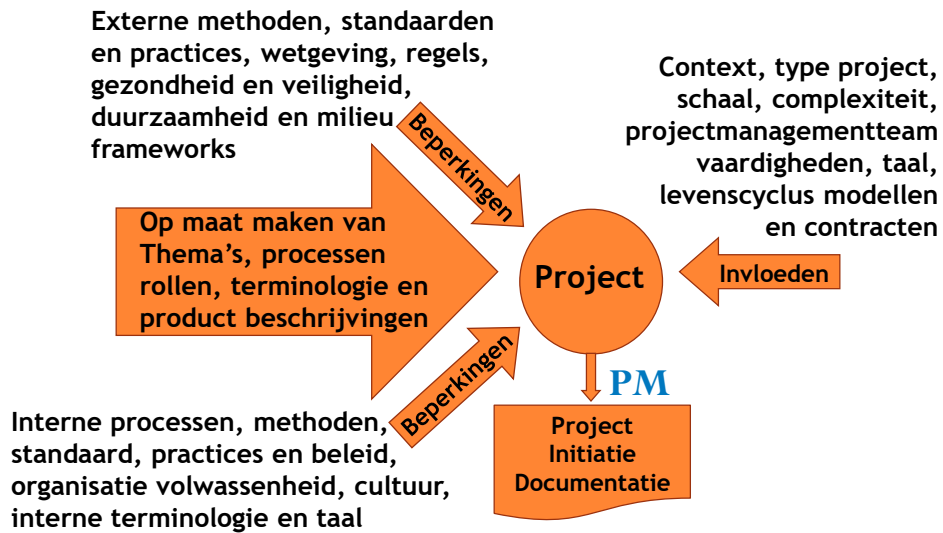 Externe methoden, standaarden
en practices, wetgeving, regels,
gezondheid en veiligheid,
duurzaamheid en milieu
frameworks
Beperkingen
Context, type project,
schaal, complexiteit,
projectmanagementteam
vaardigheden, taal,
levenscyclus modellen
en contracten
Op maat maken van
Thema's, processen
rollen, terminologie en
product beschrijvingen
Project
Invloeden
Beperkingen
PM
Interne processen, methoden,
standaard, practices en beleid,
organisatie volwassenheid, cultuur,
interne terminologie en taal
Project
Initiatie
Documentatie